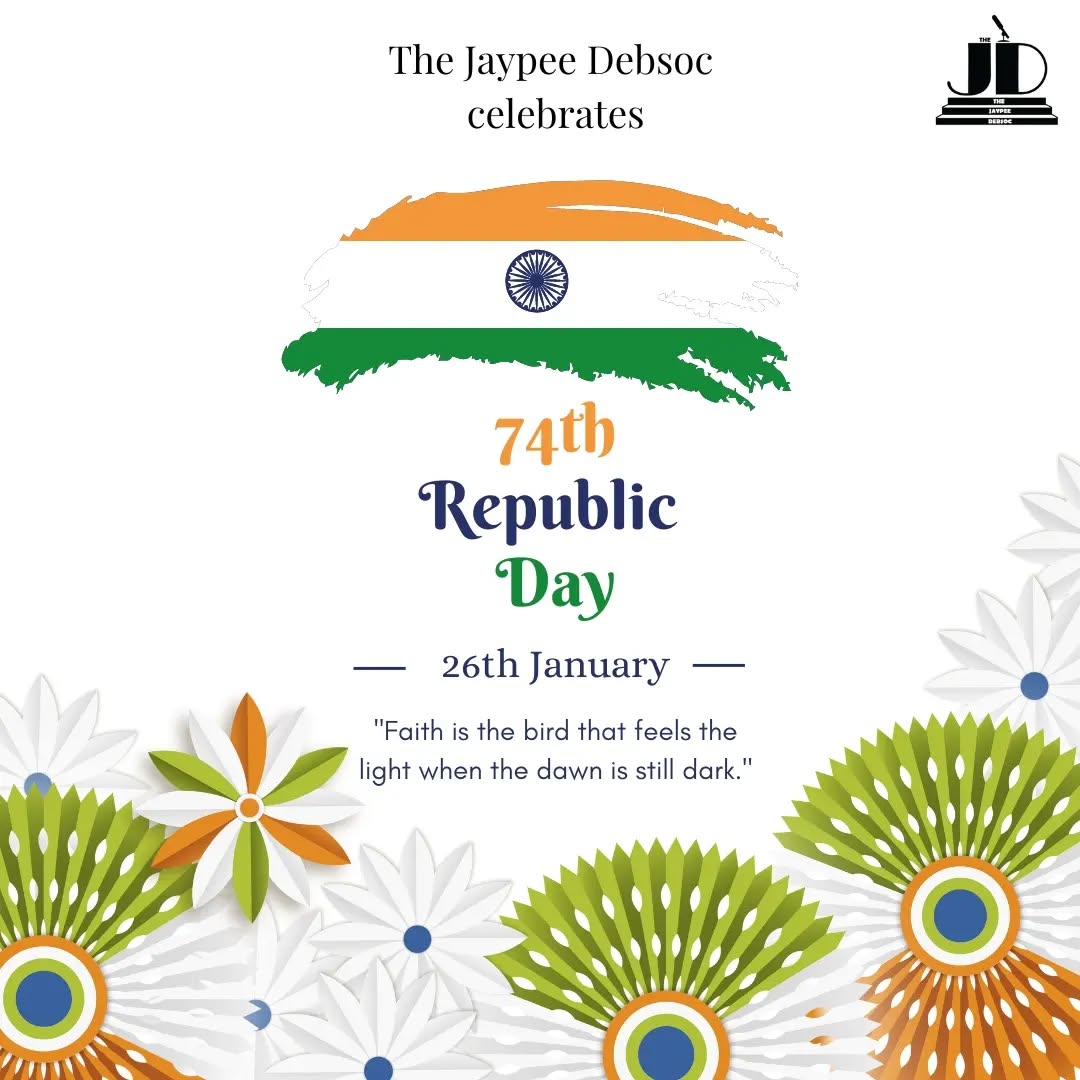 The Jaypee Debsoc
celebrates
THE
JD
THE
JAYPEE
DEBSOC
74th
Republic
Day
26th January
"Faith is the bird that feels the
light when the dawn is still dark."